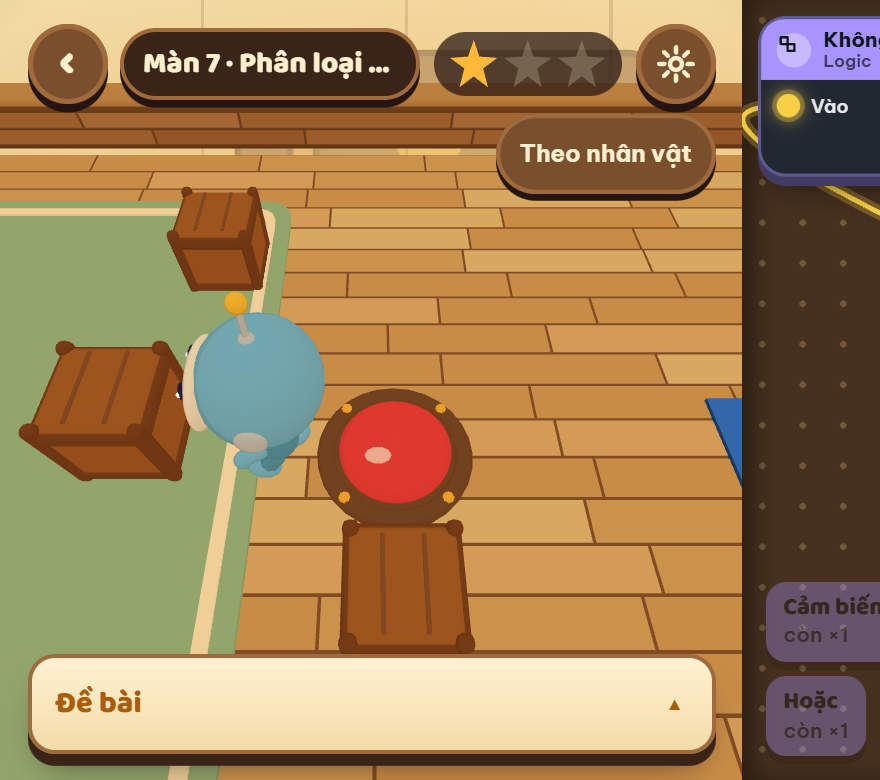 Màn 7 · Phân loại ...
Theo nhân vật
Đề bài
Không
Logic
Vào
Cảm biến
còn ×1
Hoặc
còn ×1